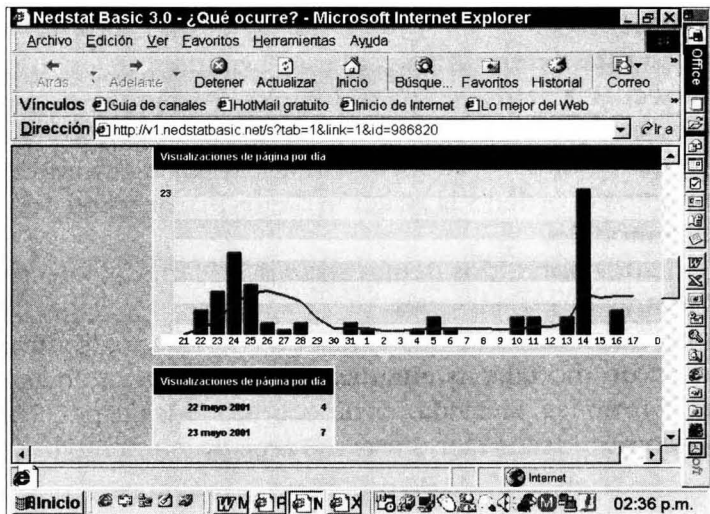 Nedstat Basic 3.0 - ¿Qué ocurre? - Microsoft Internet Explorer
Archivo Edición Ver Favoritos Herramientas Ayuda
Atrás Adelante Detener Actualizar Inicio Búsque... Favoritos Historial Correo
Vínculos Guía de canales HotMail gratuito Inicio de Internet Lo mejor del Web
Dirección http://v1.nedstatbasic.net/s?tab=1&link=1&id=986820 Ir a
Office
Visualizaciones de página por día
23
21 22 23 24 25 26 27 28 29 30 31 1 2 3 4 5 6 7 8 9 10 11 12 13 14 15 16 17 0
Visualizaciones de página por día
22 mayo 2001 4
23 mayo 2001 7
Internet
Inicio 02:36 p.m.